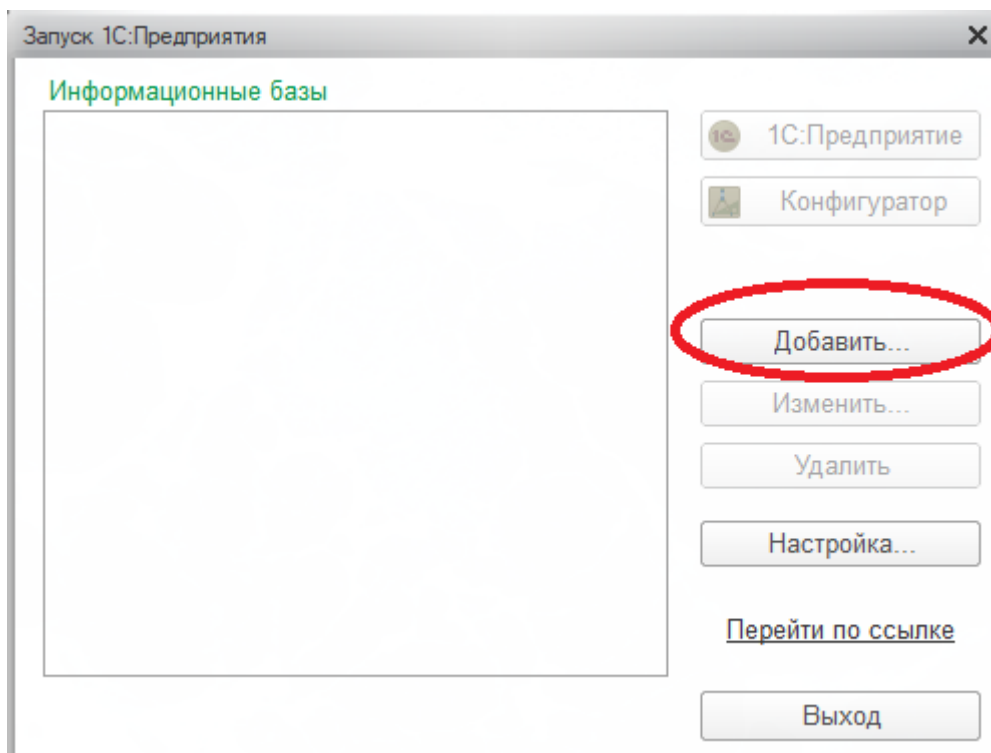 Запуск 1С:Предприятия
Информационные базы
1С:Предприятие
Конфигуратор
Добавить...
Изменить...
Удалить
Настройка...
Перейти по ссылке
Выход